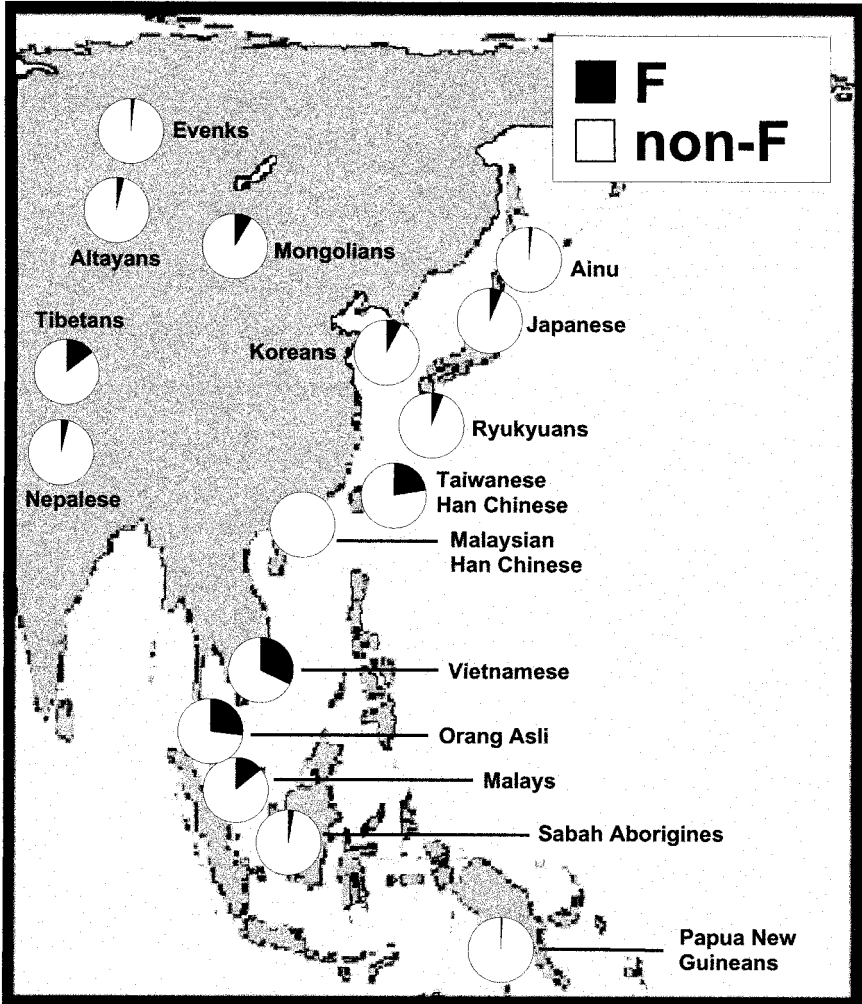 F
non-F
Evenks
Altayans
Mongolians
Ainu
Tibetans
Japanese
Koreans
Ryukyuans
Nepalese
Taiwanese
Han Chinese
Malaysian
Han Chinese
Vietnamese
Orang Asli
Malays
Sabah Aborigines
Papua New
Guineans